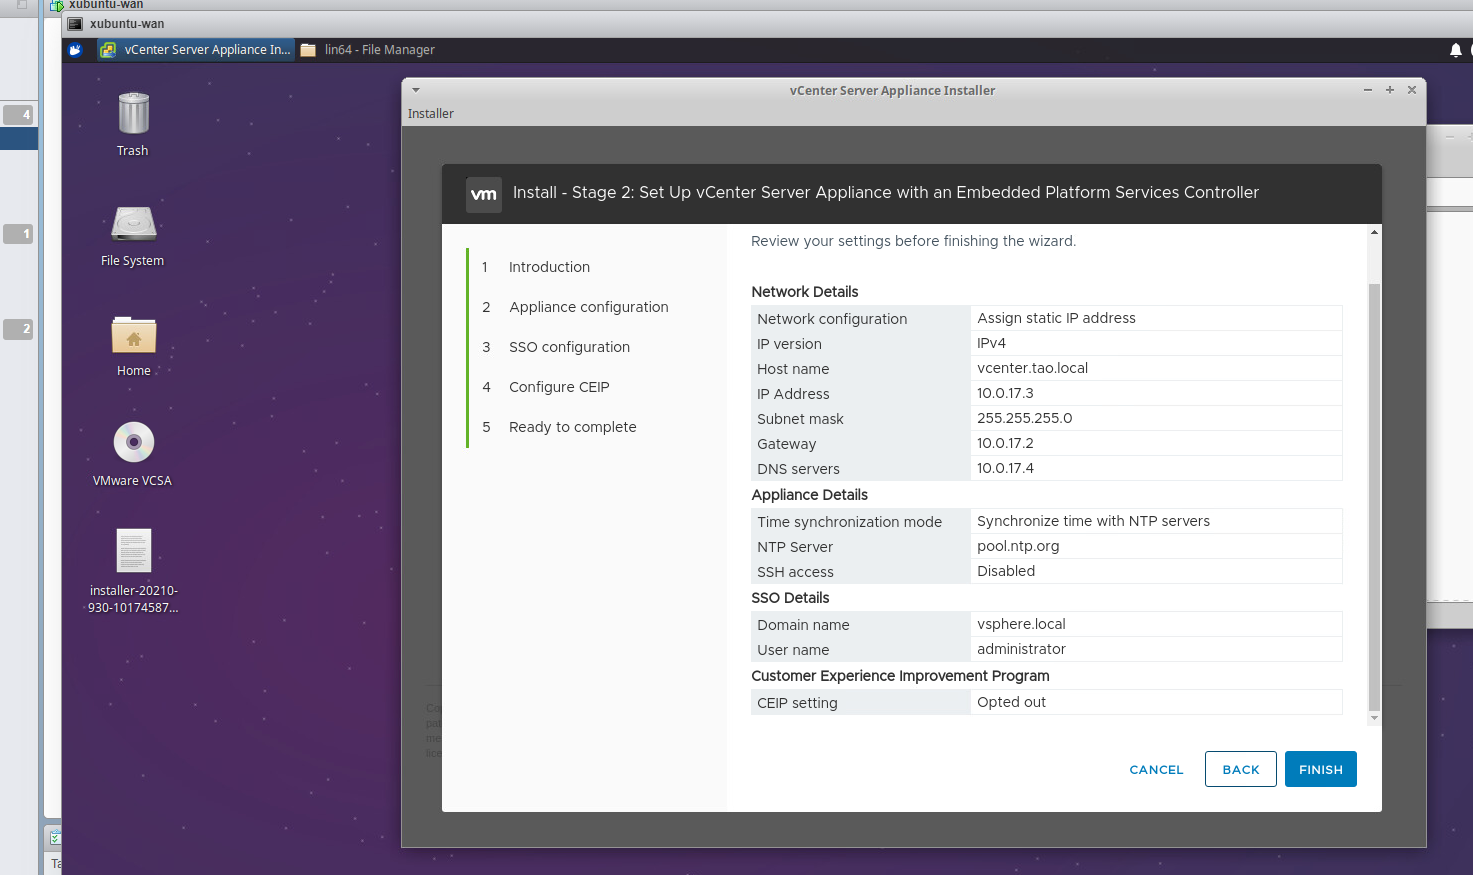 xubuntu-wan
xubuntu-wan
vCenter Server Appliance In...
lin64 - File Manager
4
1
2
Trash
File System
Home
VMware VCSA
installer-20210-
930-10174587...
vCenter Server Appliance Installer
Installer
vm
Install - Stage 2: Set Up vCenter Server Appliance with an Embedded Platform Services Controller
1 Introduction
2 Appliance configuration
3 SSO configuration
4 Configure CEIP
5 Ready to complete
Review your settings before finishing the wizard.
Network Details
Network configuration Assign static IP address
IP version IPv4
Host name vcenter.tao.local
IP Address 10.0.17.3
Subnet mask 255.255.255.0
Gateway 10.0.17.2
DNS servers 10.0.17.4
Appliance Details
Time synchronization mode Synchronize time with NTP servers
NTP Server pool.ntp.org
SSH access Disabled
SSO Details
Domain name vsphere.local
User name administrator
Customer Experience Improvement Program
CEIP setting Opted out
CANCEL BACK FINISH